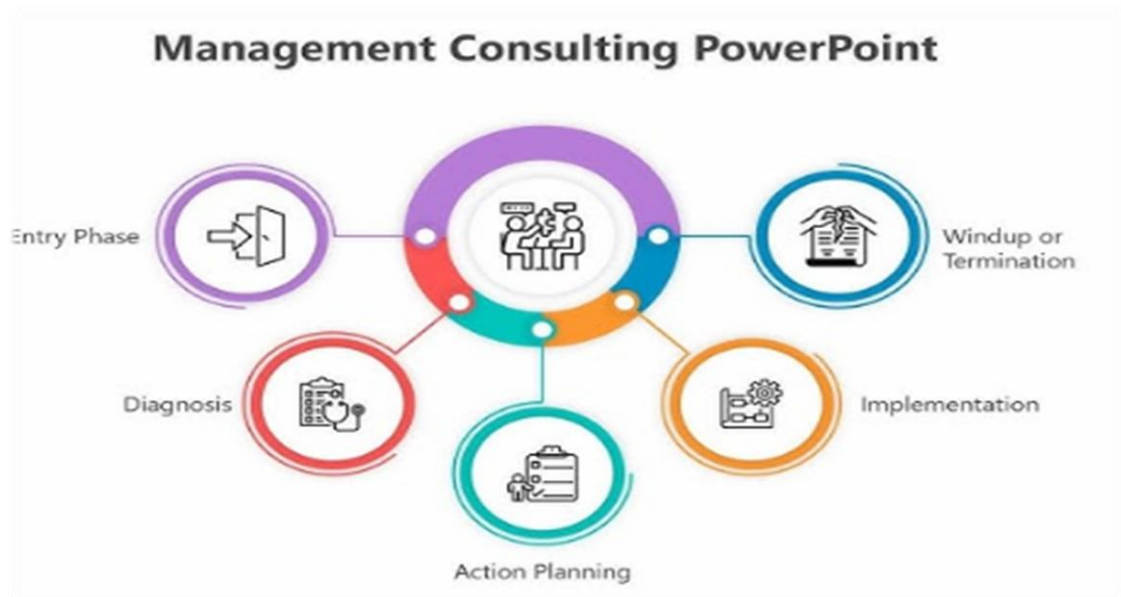 Management Consulting PowerPoint
Entry Phase
Windup or
Termination
Diagnosis
Implementation
Action Planning